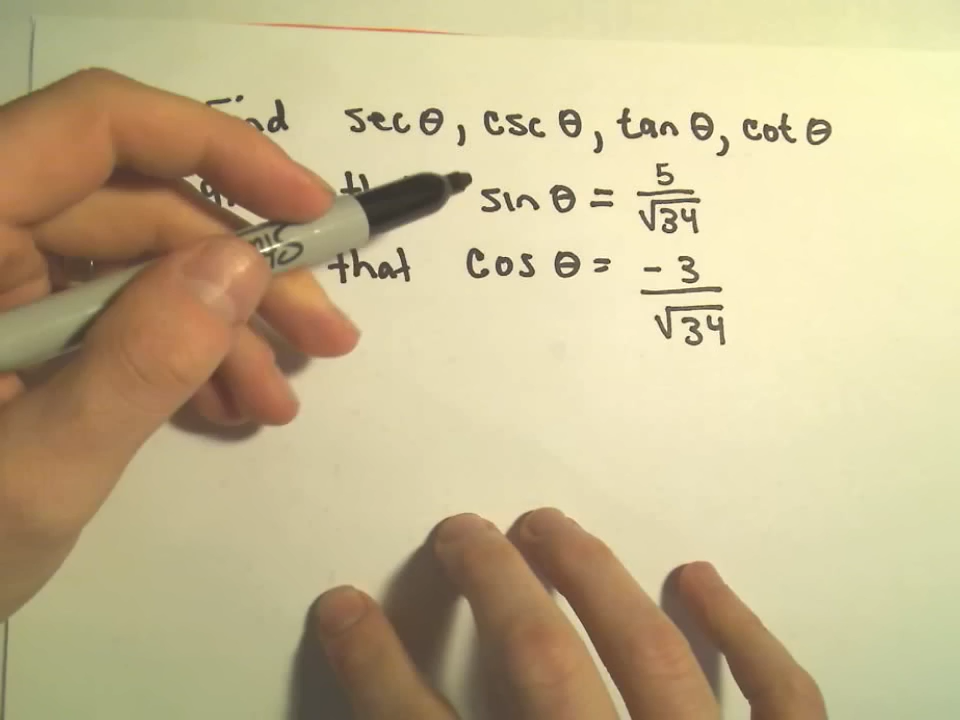 sec θ, csc θ, tan θ, cot θ
sin θ = 5/√34
that cos θ = -3/√34